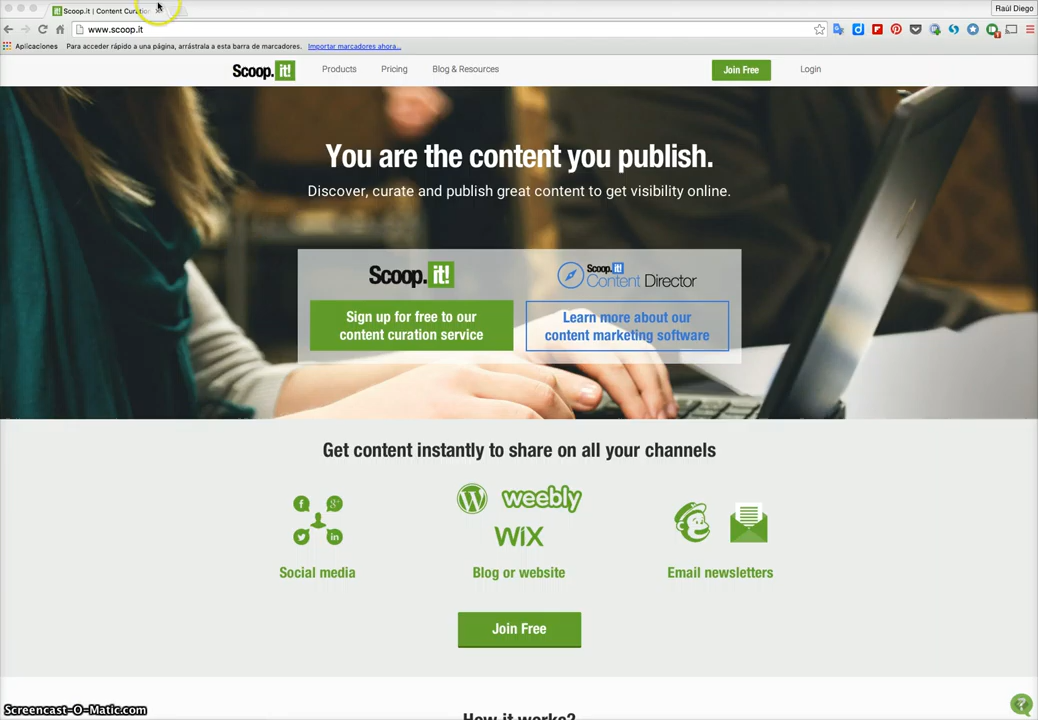 Scoop.it | Content Curation
Raúl Diego
www.scoop.it
Aplicaciones Para acceder rápido a una página, arrástrala a esta barra de marcadores. Importar marcadores ahora...
Scoop.it! Products Pricing Blog & Resources Join Free Login
You are the content you publish.
Discover, curate and publish great content to get visibility online.
Scoop.it!
Scoop.it!
Content Director
Sign up for free to our
content curation service
Learn more about our
content marketing software
Get content instantly to share on all your channels
weebly
WiX
Social media Blog or website Email newsletters
Join Free
How it works?
Screencast-O-Matic.com